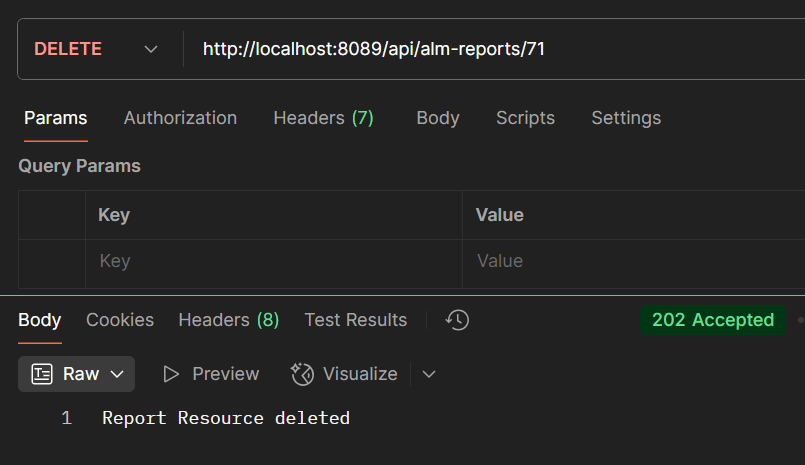 DELETE http://localhost:8089/api/alm-reports/71
Params Authorization Headers (7) Body Scripts Settings
Query Params
Key Value
Key Value
Body Cookies Headers (8) Test Results 202 Accepted
Raw Preview Visualize
1 Report Resource deleted